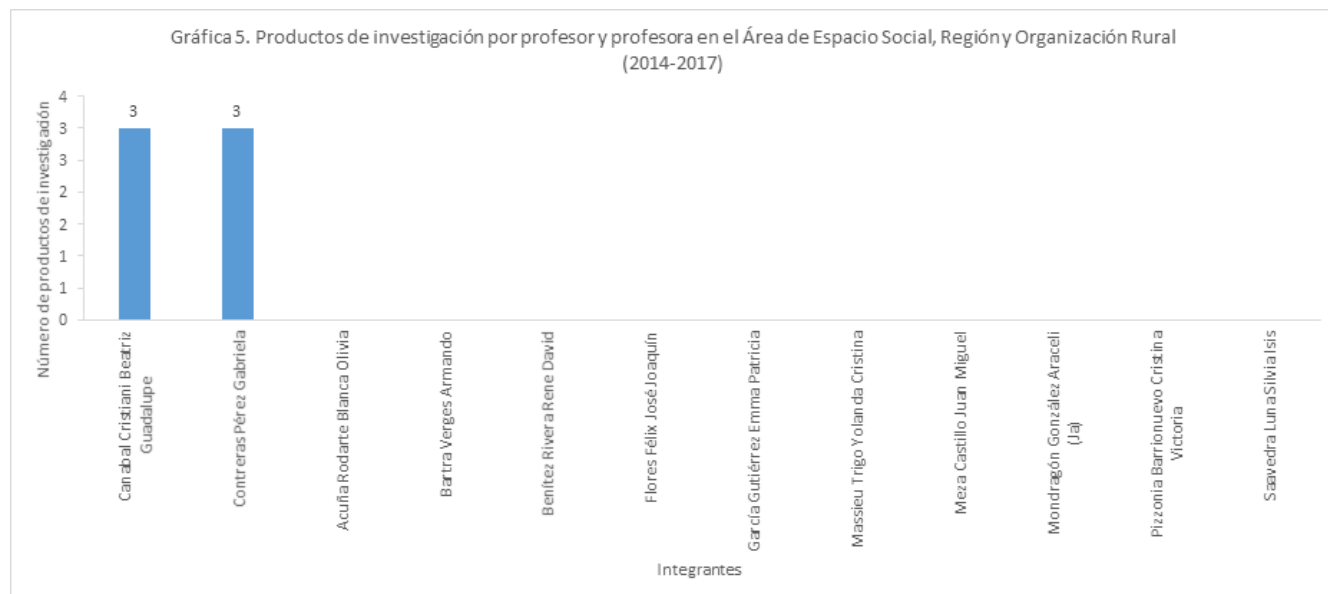 Gráfica 5. Productos de investigación por profesor y profesora en el Área de Espacio Social, Región y Organización Rural
(2014-2017)
Número de productos de investigación
4
3
3
2
2
1
1
0
3
3
Canabal Cristiani Beatriz
Guadalupe
Contreras Pérez Gabriela
Acuña Rodarte Blanca Olivia
Bartra Verges Armando
Benítez Rivera Rene David
Flores Félix José Joaquín
García Gutiérrez Emma Patricia
Massieu Trigo Yolanda Cristina
Meza Castillo Juan Miguel
Mondragón González Araceli
(Ja)
Pizzonia Barrionuevo Cristina
Victoria
Saavedra Luna Silvia Isis
Integrantes